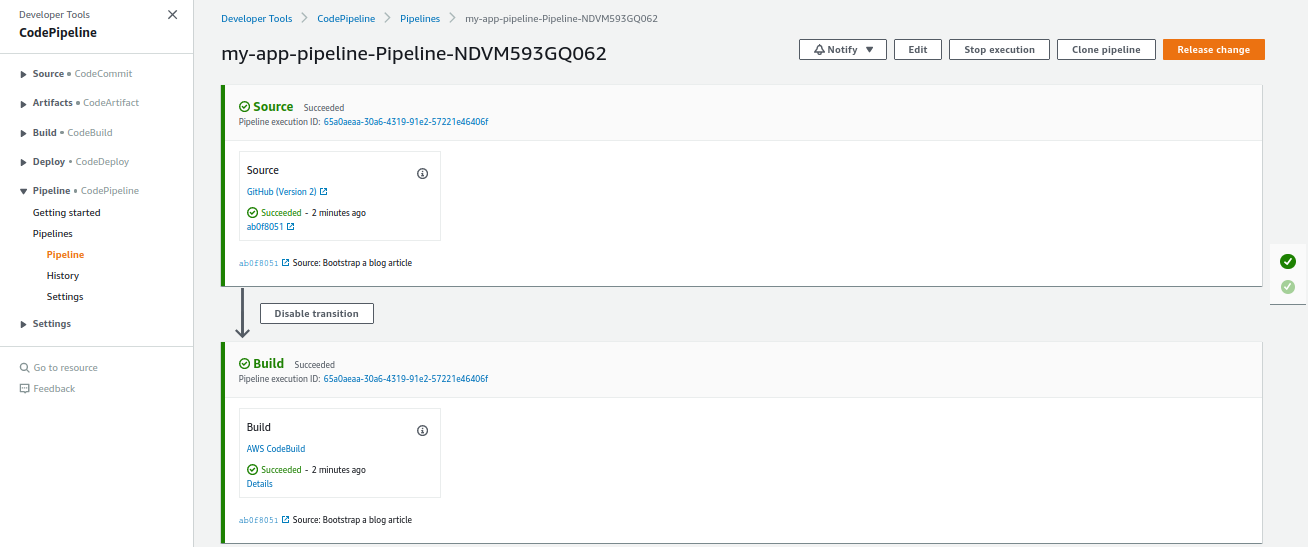 Developer Tools
CodePipeline
Source • CodeCommit
Artifacts • CodeArtifact
Build • CodeBuild
Deploy • CodeDeploy
Pipeline • CodePipeline
Getting started
Pipelines
Pipeline
History
Settings
Settings
Go to resource
Feedback
Developer Tools > CodePipeline > Pipelines > my-app-pipeline-Pipeline-NDVM593GQ062
my-app-pipeline-Pipeline-NDVM593GQ062
Notify ▼ Edit Stop execution Clone pipeline Release change
Source Succeeded
Pipeline execution ID: 65a0aeaa-30a6-4319-91e2-57221e46406f
Source
GitHub (Version 2)
Succeeded - 2 minutes ago
ab0f8051
ab0f8051 Source: Bootstrap a blog article
Disable transition
Build Succeeded
Pipeline execution ID: 65a0aeaa-30a6-4319-91e2-57221e46406f
Build
AWS CodeBuild
Succeeded - 2 minutes ago
Details
ab0f8051 Source: Bootstrap a blog article